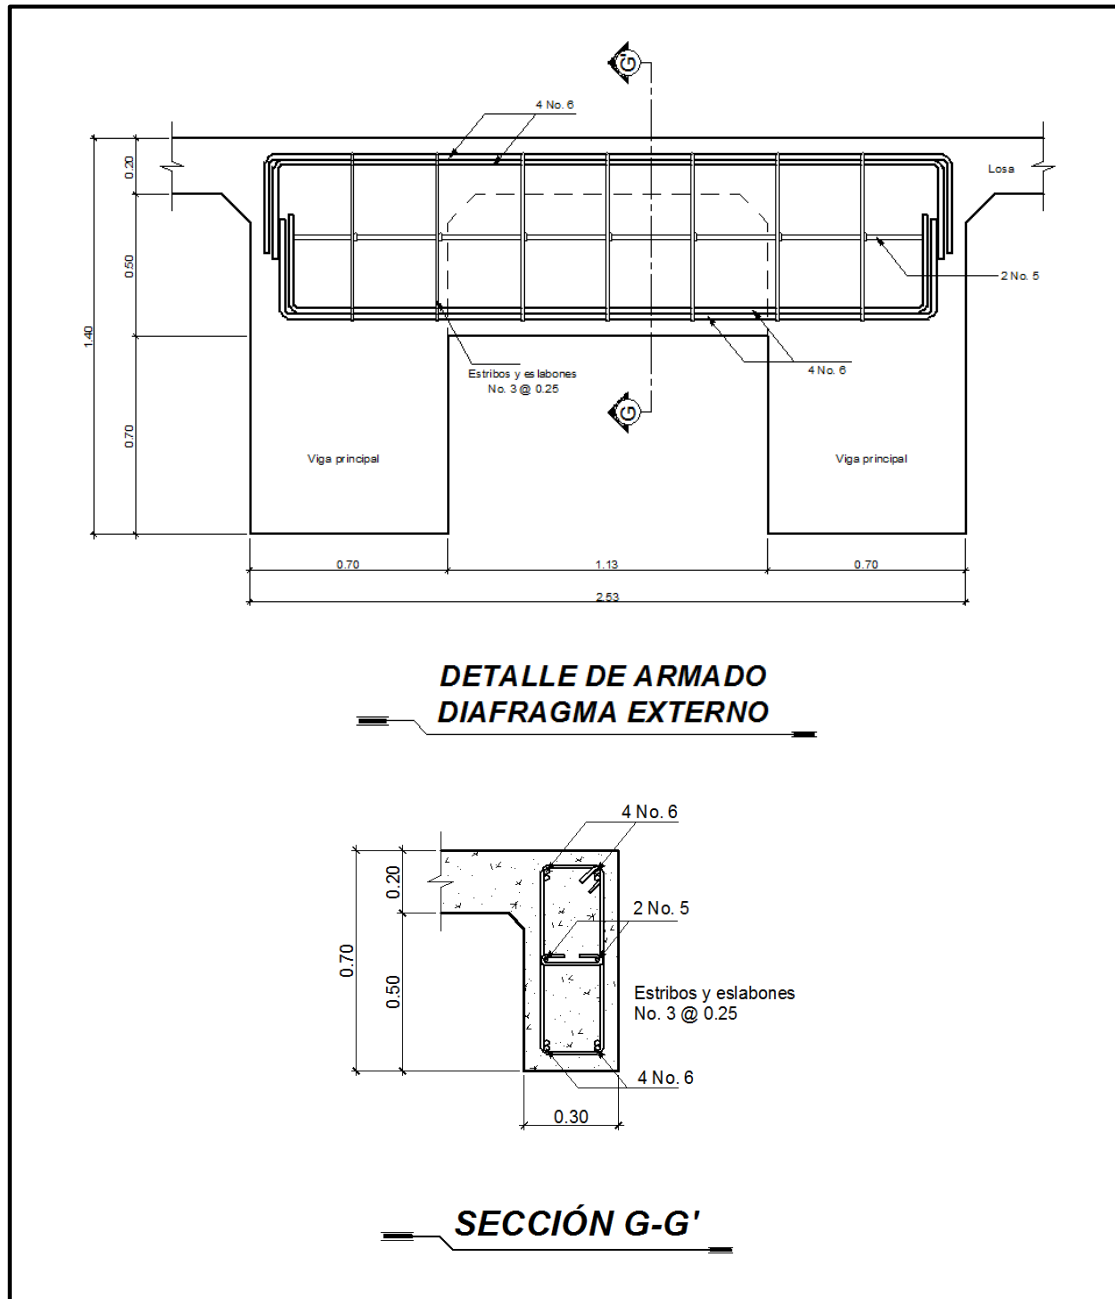 G'
4 No. 6
0.20
Losa
0.50
2 No. 5
1.40
Estribos y eslabones
No. 3 @ 0.25
4 No. 6
G
0.70
Viga principal
Viga principal
0.70
1.13
0.70
2.53
DETALLE DE ARMADO
DIAFRAGMA EXTERNO
4 No. 6
0.20
2 No. 5
0.70
0.50
Estribos y eslabones
No. 3 @ 0.25
4 No. 6
0.30
SECCIÓN G-G'